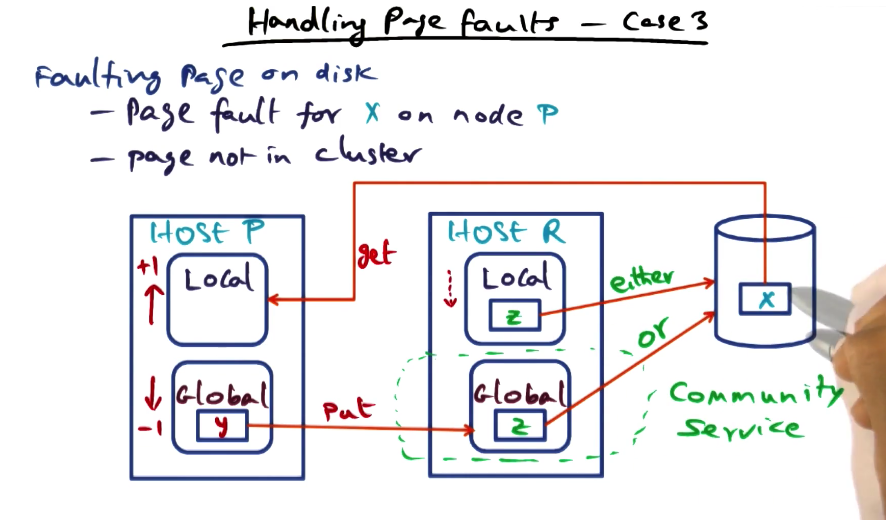 Handling Page faults - Case 3
Faulting Page on disk
- Page fault for X on node P
- page not in cluster
HOST P
HOST R
+1
Local
get
Local
either
z
X
or
Global
Global
Community
-1
y
Put
z
Service